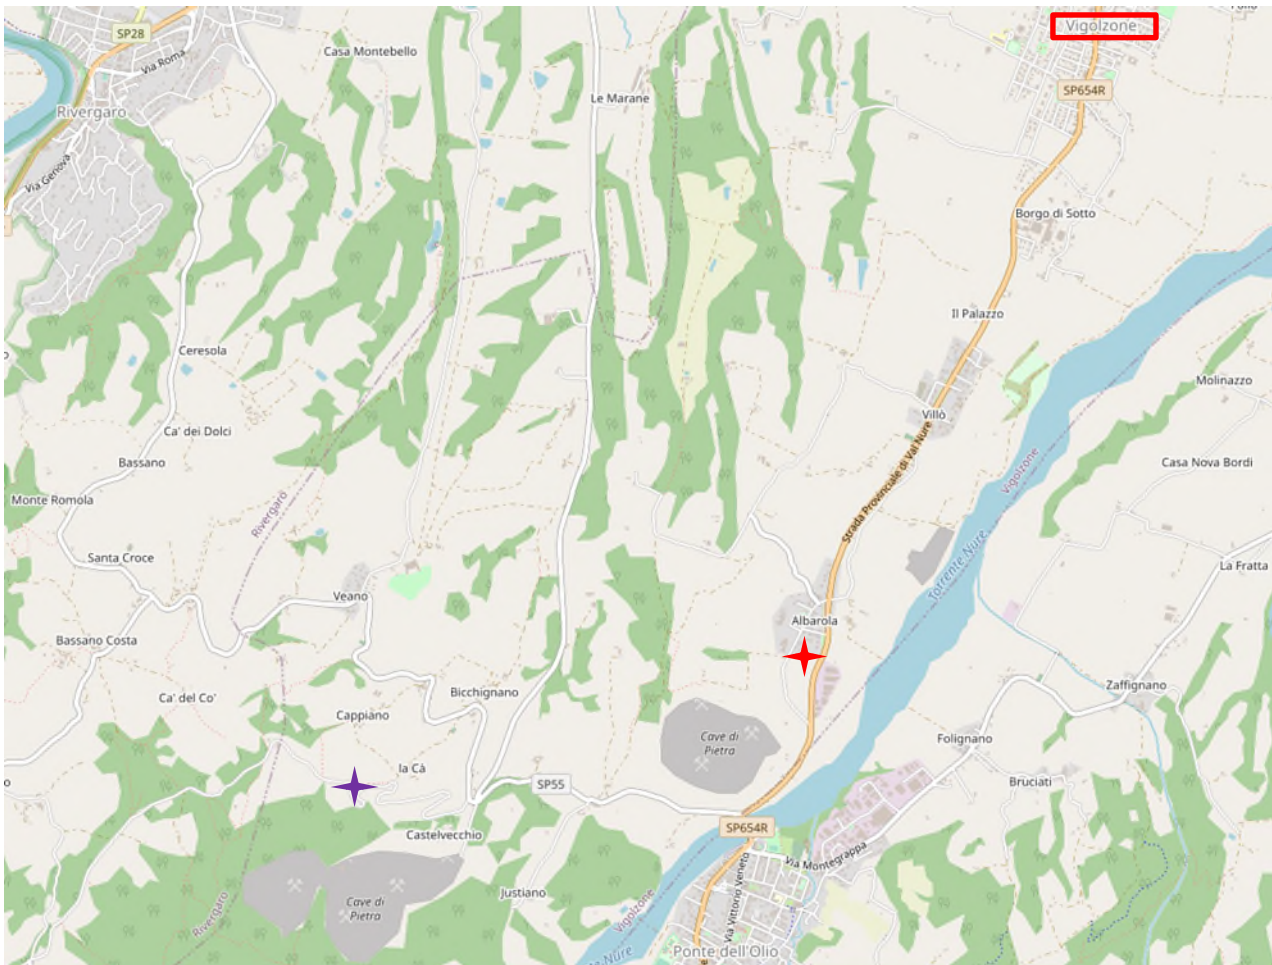 Vigolzone
SP28
Via Roma
Casa Montebello
Le Marane
SP654R
Rivergaro
Via Genova
Borgo di Sotto
Il Palazzo
Ceresola
Molinazzo
Villò
Ca' dei Dolci
Bassano
Strada Provinciale di Val Nure
Vigolzone
Casa Nova Bordi
Monte Romola
Rivergaro
Santa Croce
Torrente Nure
La Fratta
Veano
Albarola
Bassano Costa
Zaffignano
Ca' del Co'
Bicchignano
Cappiano
Cave di
Pietra
Folignano
la Cà
SP55
Bruciati
Castelvecchio
SP654R
Via Montegrappa
Justiano
Via Vittorio Veneto
Cave di
Pietra
Rivergaro
Vigolzone
Ponte dell'Olio
Torrente Nure